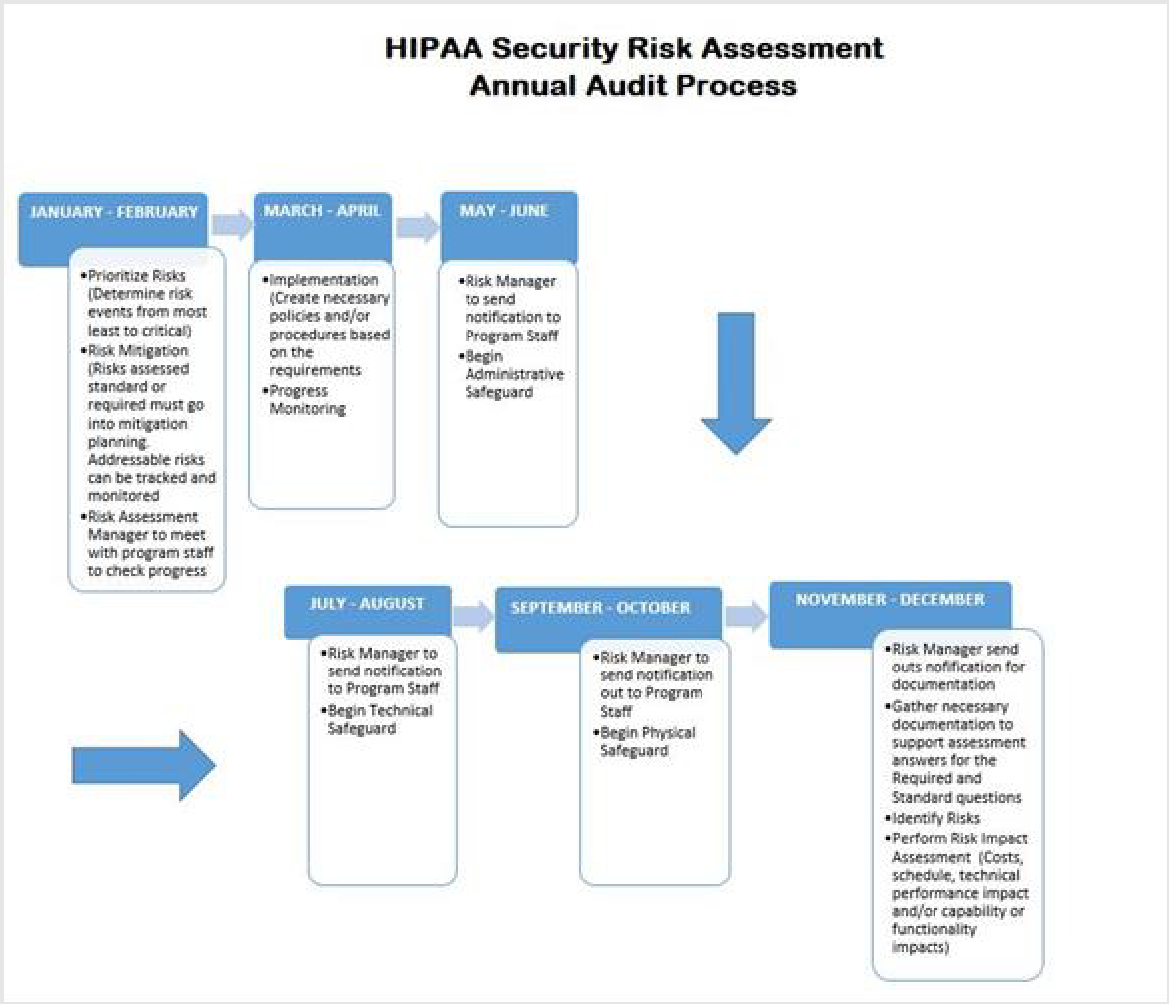 HIPAA Security Risk Assessment
Annual Audit Process
JANUARY - FEBRUARY
•Prioritize Risks
(Determine risk
events from most
least to critical)
•Risk Mitigation
(Risks assessed
standard or
required must go
into mitigation
planning.
Addressable risks
can be tracked and
monitored
•Risk Assessment
Manager to meet
with program staff
to check progress
MARCH - APRIL
•Implementation
(Create necessary
policies and/or
procedures based
on the
requirements
•Progress
Monitoring
MAY - JUNE
•Risk Manager
to send
notification to
Program Staff
•Begin
Administrative
Safeguard
JULY - AUGUST
•Risk Manager to
send notification
to Program Staff
•Begin Technical
Safeguard
SEPTEMBER - OCTOBER
•Risk Manager to
send notification
out to Program
Staff
•Begin Physical
Safeguard
NOVEMBER - DECEMBER
•Risk Manager send
outs nofification for
documentation
•Gather necessary
documentation to
support assessment
answers for the
Required and
Standard questions
•Identify Risks
•Perform Risk Impact
Assessment (Costs,
schedule, technical
performance impact
and/or capability or
functionality
impacts)